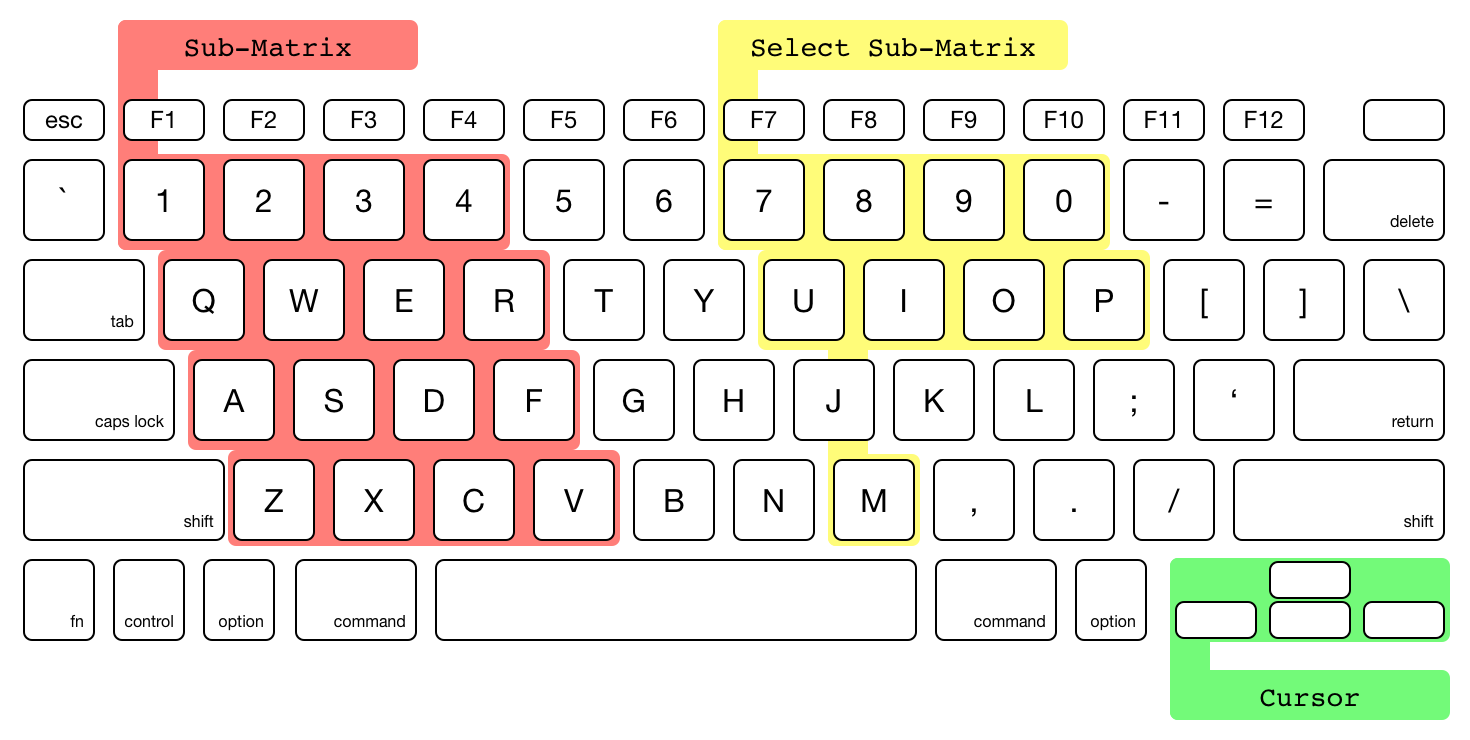 Sub-Matrix Select Sub-Matrix
esc F1 F2 F3 F4 F5 F6 F7 F8 F9 F10 F11 F12
` 1 2 3 4 5 6 7 8 9 0 - = delete
tab Q W E R T Y U I O P [ ] \
caps lock A S D F G H J K L ; ‘ return
shift Z X C V B N M , . / shift
fn control option command command option
Cursor